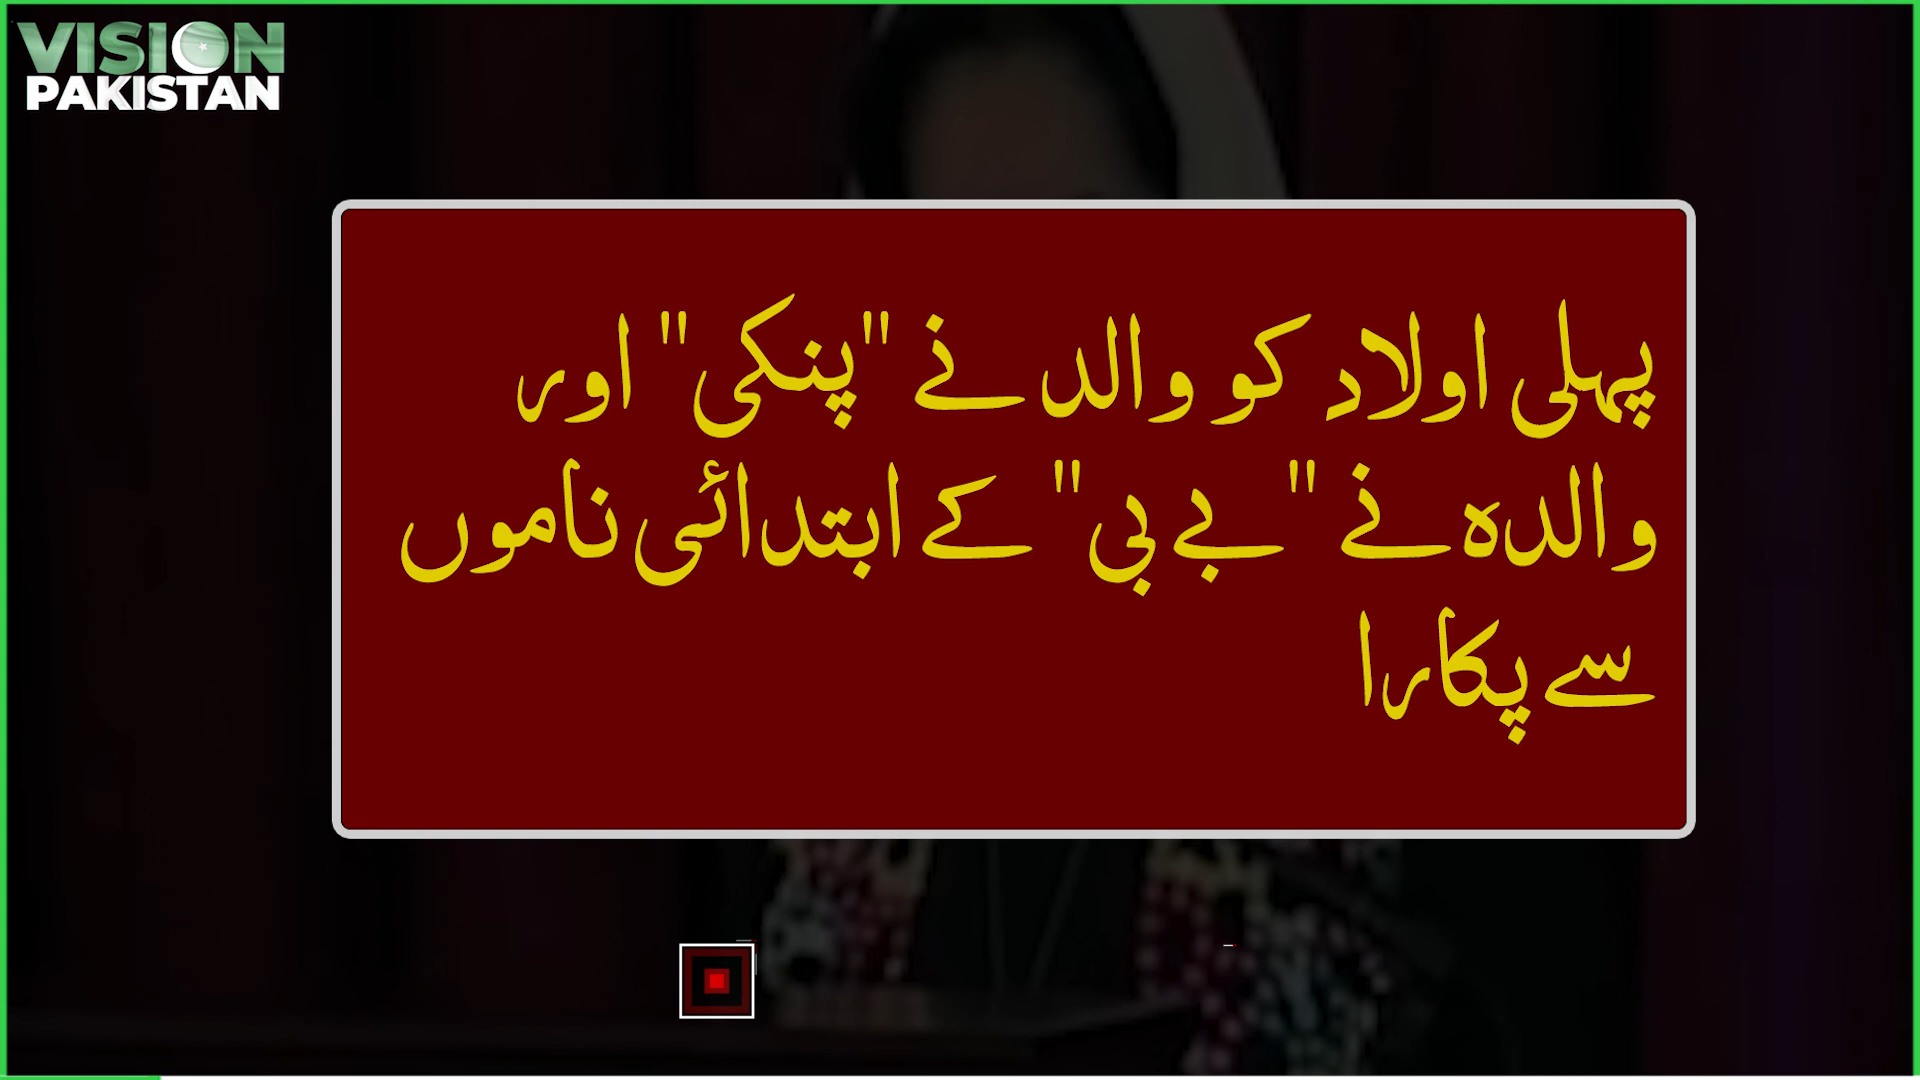 VISION
PAKISTAN
پہلی اولاد کو والد نے "پنکی" اور
والدہ نے "بے بی" کے ابتدائی ناموں
سے پکارا